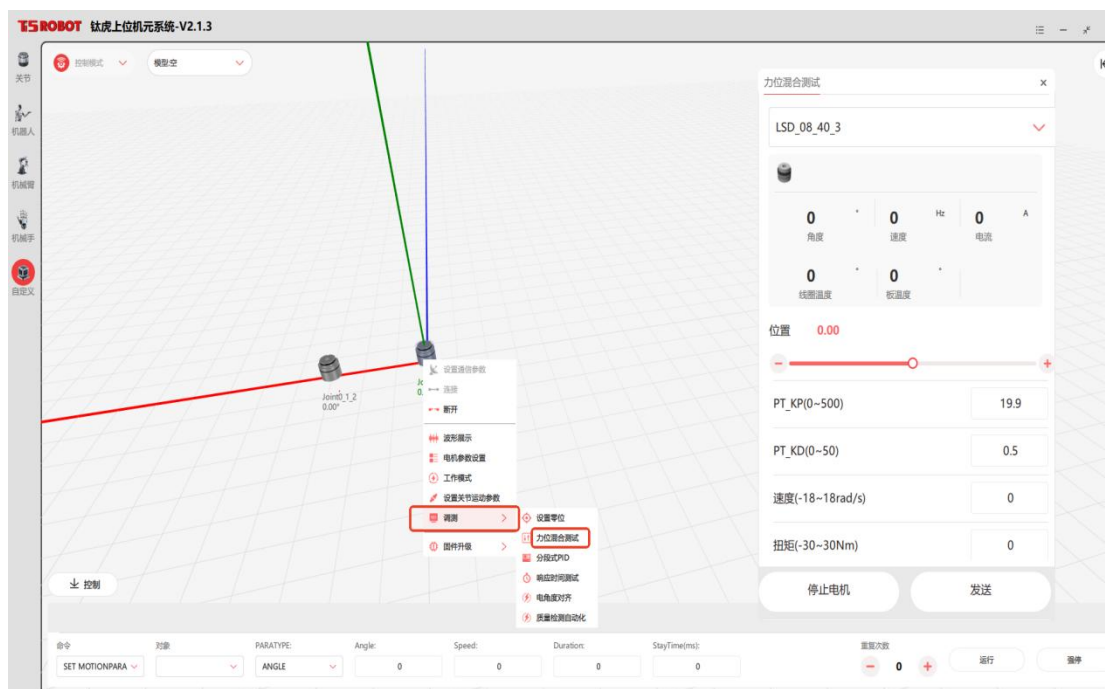 TI5ROBOT 钛虎上位机元系统-V2.1.3
关节
机器人
机械臂
机械手
自定义
控制模式
模型:空
Joint0_1_2
0.00°
设置通信参数
连接
断开
波形展示
电机参数设置
工作模式
设置关节运动参数
调测
固件升级
设置零位
力位混合测试
分段式PID
响应时间测试
电角度对齐
质量检测自动化
力位混合测试
LSD_08_40_3
0 °
角度
0 Hz
速度
0 A
电流
0 °
线圈温度
0 °
板温度
位置 0.00
PT_KP(0~500) 19.9
PT_KD(0~50) 0.5
速度(-18~18rad/s) 0
扭矩(-30~30Nm) 0
停止电机 发送
控制
命令 对象 PARATYPE: Angle: Speed: Duration: StayTime(ms): 重复次数
SET MOTIONPARA ANGLE 0 0 0 0 - 0 + 运行 强停